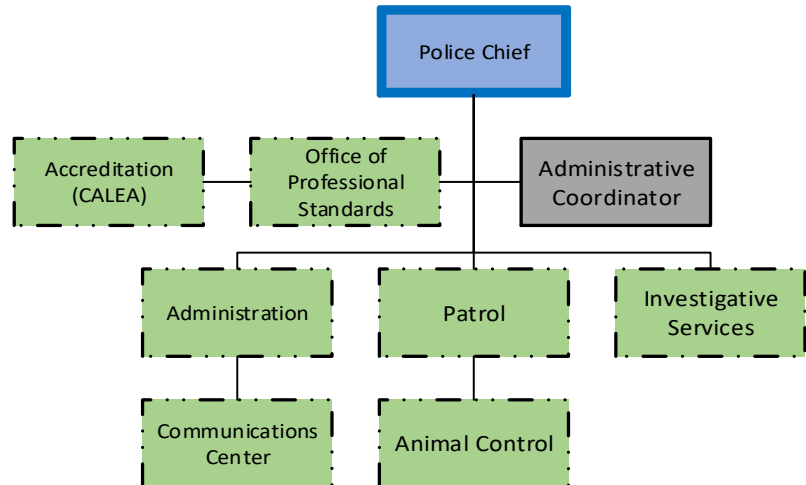 Police Chief
Accreditation
(CALEA)
Office of
Professional
Standards
Administrative
Coordinator
Administration
Patrol
Investigative
Services
Communications
Center
Animal Control